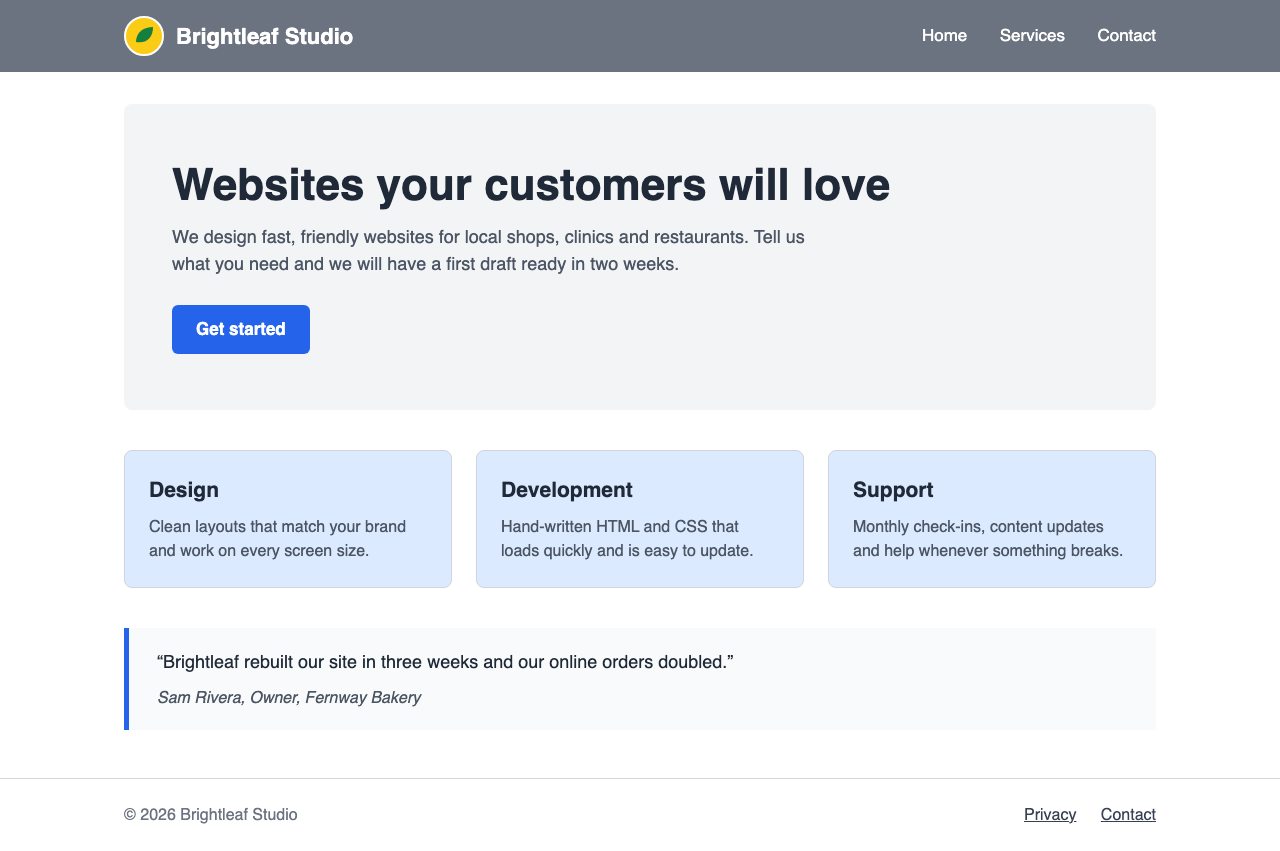 Brightleaf Studio
Home Services Contact
Websites your customers will love
We design fast, friendly websites for local shops, clinics and restaurants. Tell us
what you need and we will have a first draft ready in two weeks.
Get started
Design
Clean layouts that match your brand
and work on every screen size.
Development
Hand-written HTML and CSS that
loads quickly and is easy to update.
Support
Monthly check-ins, content updates
and help whenever something breaks.
“Brightleaf rebuilt our site in three weeks and our online orders doubled.”
Sam Rivera, Owner, Fernway Bakery
© 2026 Brightleaf Studio
Privacy Contact